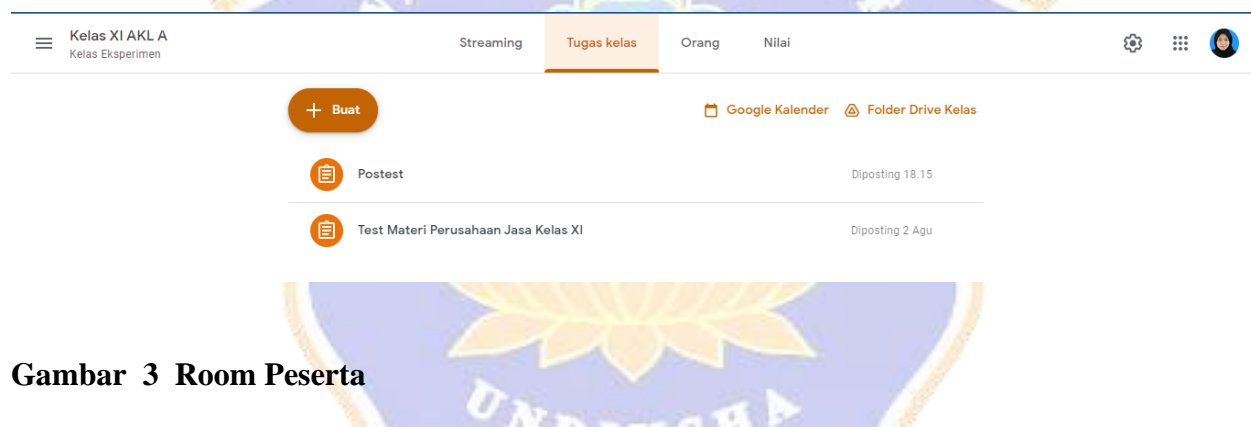 Kelas XI AKL A
Kelas Eksperimen
Streaming Tugas kelas Orang Nilai
+ Buat
Google Kalender Folder Drive Kelas
Postest Diposting 18.15
Test Materi Perusahaan Jasa Kelas XI Diposting 2 Agu
Gambar 3 Room Peserta
UNDIKSHA